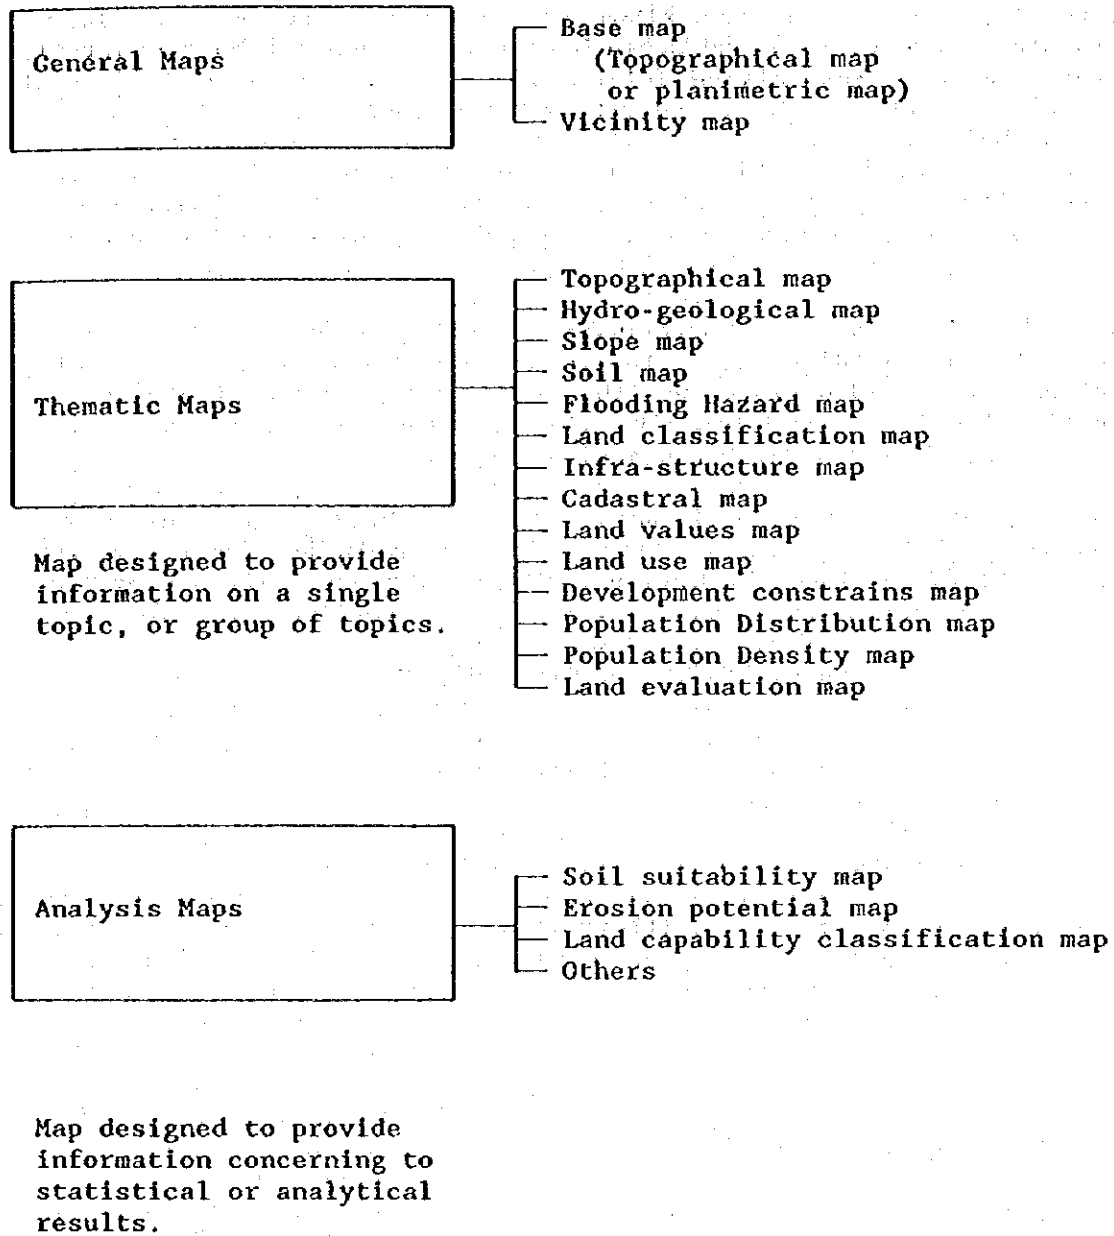 General Maps
Base map
(Topographical map
or planimetric map)
Vicinity map
Thematic Maps
Topographical map
Hydro-geological map
Slope map
Soil map
Flooding Hazard map
Land classification map
Infra-structure map
Cadastral map
Land values map
Land use map
Development constrains map
Population Distribution map
Population Density map
Land evaluation map
Map designed to provide
information on a single
topic, or group of topics.
Analysis Maps
Soil suitability map
Erosion potential map
Land capability classification map
Others
Map designed to provide
information concerning to
statistical or analytical
results.